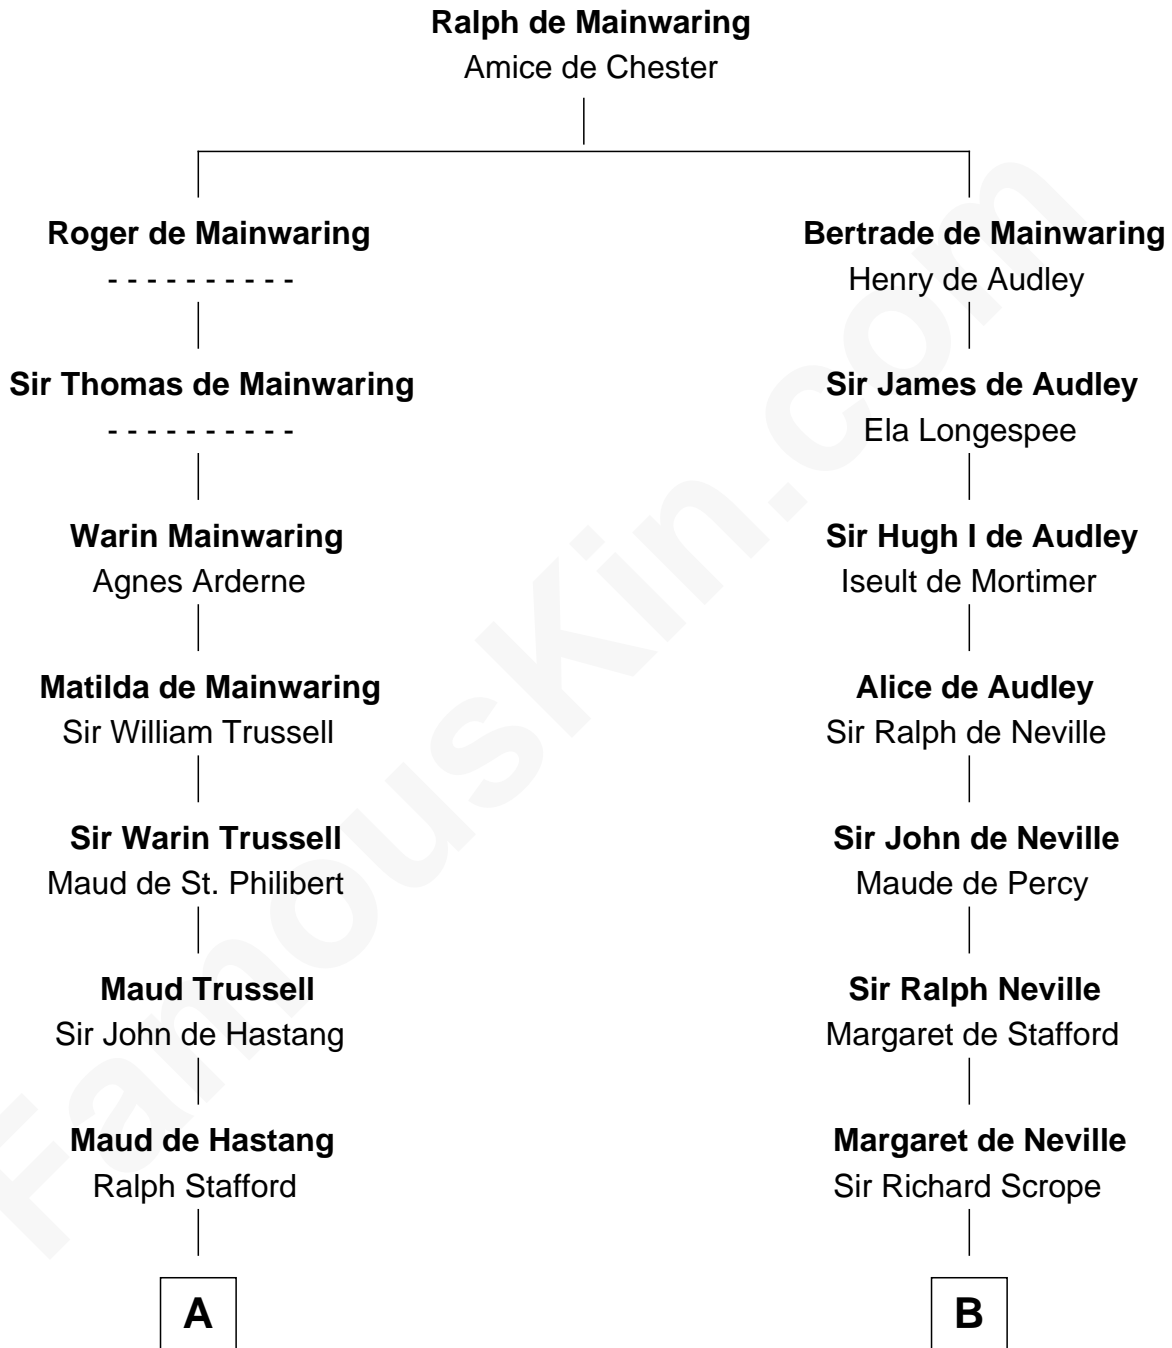 Ralph de Mainwaring
Amice de Chester
Roger de Mainwaring
- - - - - - - - - -
Sir Thomas de Mainwaring
- - - - - - - - - -
Warin Mainwaring
Agnes Arderne
Matilda de Mainwaring
Sir William Trussell
Sir Warin Trussell
Maud de St. Philibert
Maud Trussell
Sir John de Hastang
Maud de Hastang
Ralph Stafford
A
Bertrade de Mainwaring
Henry de Audley
Sir James de Audley
Ela Longespee
Sir Hugh I de Audley
Iseult de Mortimer
Alice de Audley
Sir Ralph de Neville
Sir John de Neville
Maude de Percy
Sir Ralph Neville
Margaret de Stafford
Margaret de Neville
Sir Richard Scrope
B
FamousKin.com